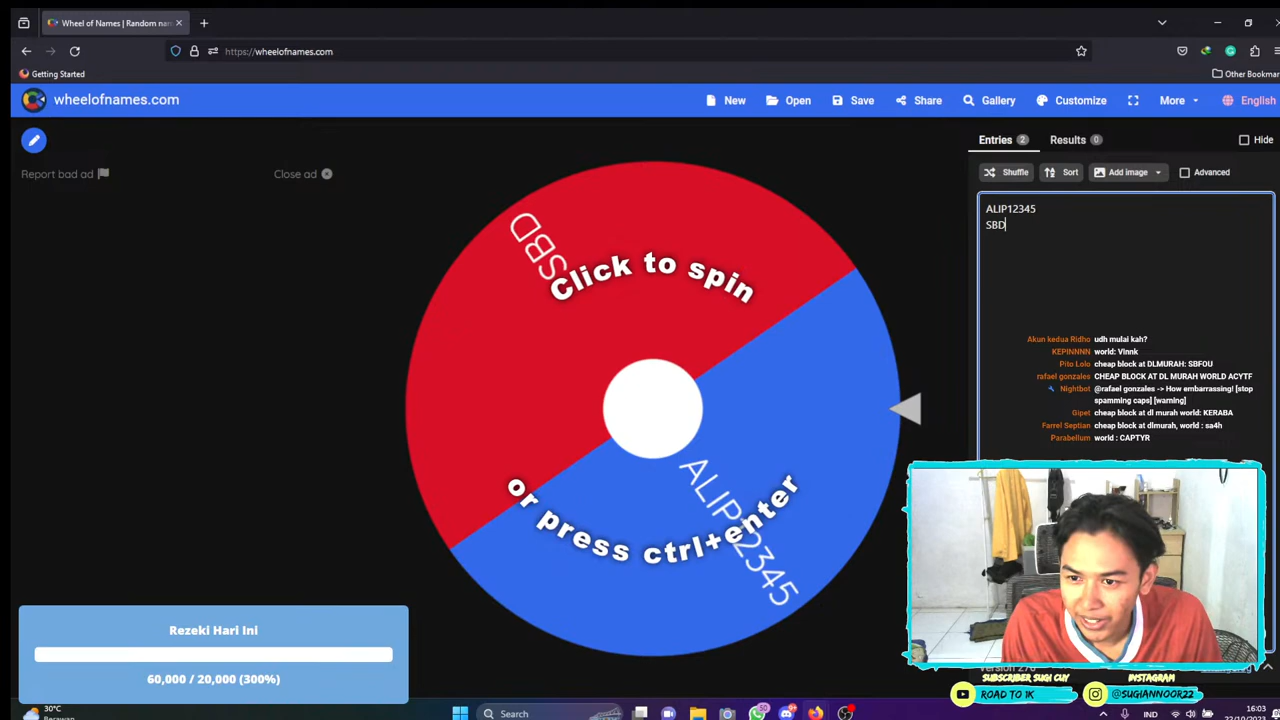 Wheel of Names | Random nam
https://wheelofnames.com
Getting Started
Other Bookmar
wheelofnames.com
New
Open
Save
Share
Gallery
Customize
More
English
Entries 2
Results 0
Hide
Report bad ad
Close ad
Shuffle
Sort
Add image
Advanced
ALIP12345
SBD
SBD
Click to spin
or press ctrl+enter
ALIP12345
Akun kedua Ridho udh mulai kah?
KEPINNNN world: Vinnk
Pito Lolo cheap block at DLMURAH: SBFOU
rafael gonzales CHEAP BLOCK AT DL MURAH WORLD ACYTF
Nightbot @rafael gonzales -> How embarrassing! [stop
spamming caps] [warning]
Gipet cheap block at dl murah world: KERABA
Farrel Septian cheap block at dlmurah, world : sa4h
Parabellum world : CAPTYR
Rezeki Hari Ini
60,000 / 20,000 (300%)
SUBSCRIBER SUGI CUY
ROAD TO 1K
INSTAGRAM
@SUGIANNOOR22
30°C
Berawan
Search
IND
16:03